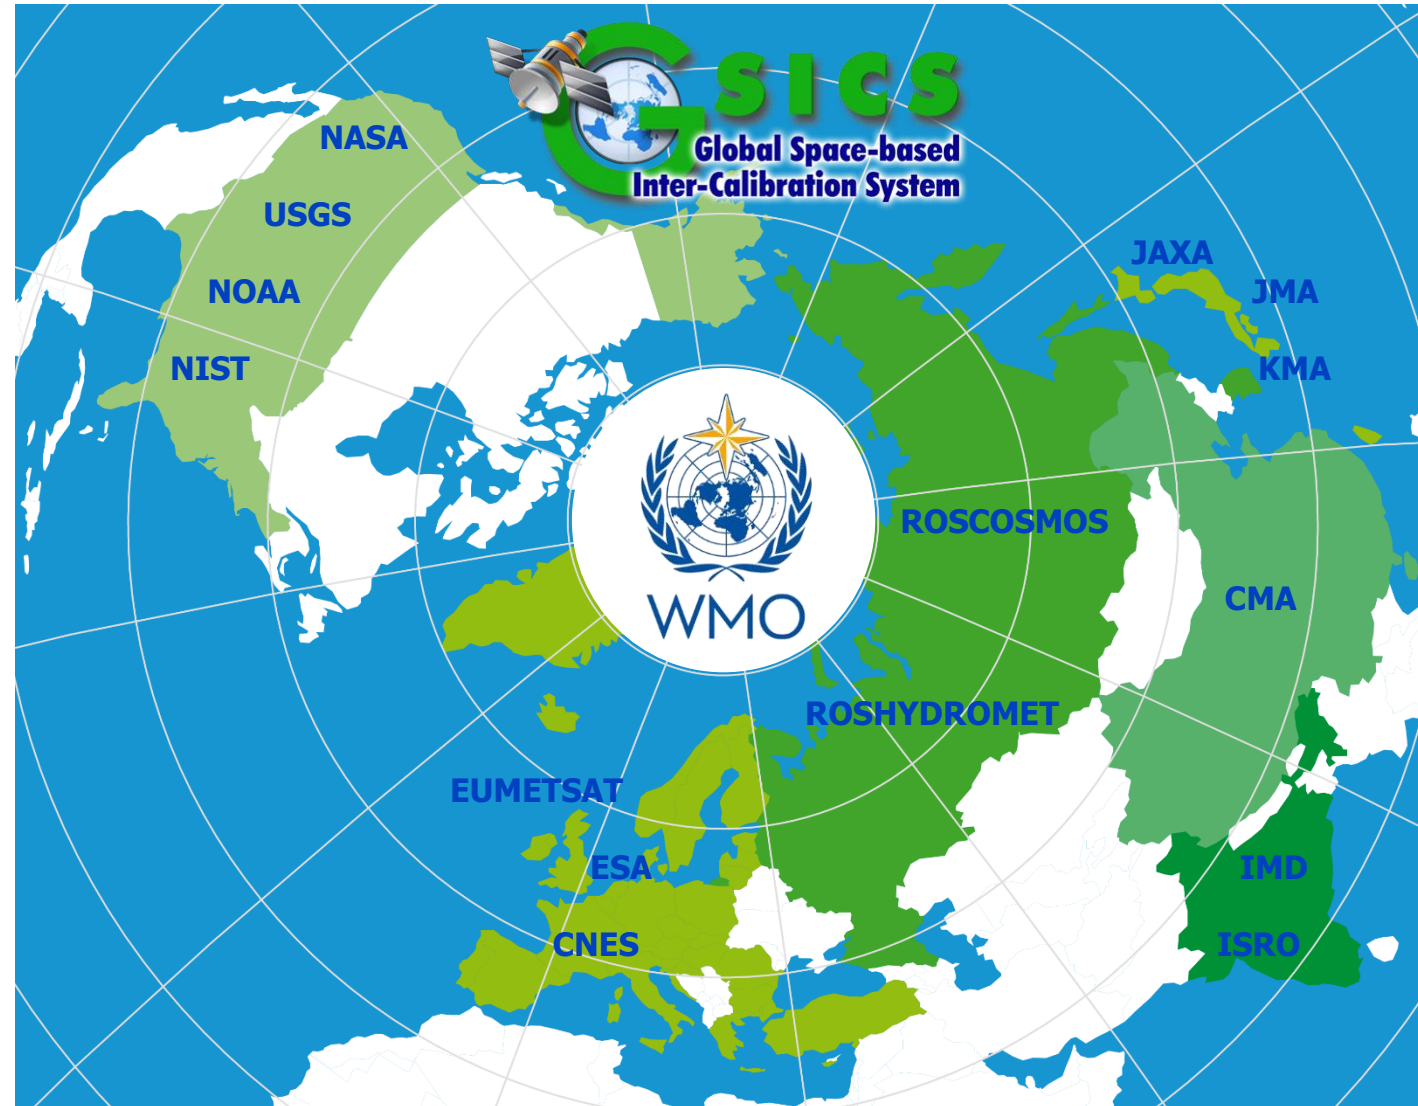 GSICS
Global Space-based
Inter-Calibration System
NASA
USGS
NOAA
NIST
JAXA
JMA
KMA
WMO
ROSCOSMOS
CMA
ROSHYDROMET
EUMETSAT
ESA
CNES
IMD
ISRO